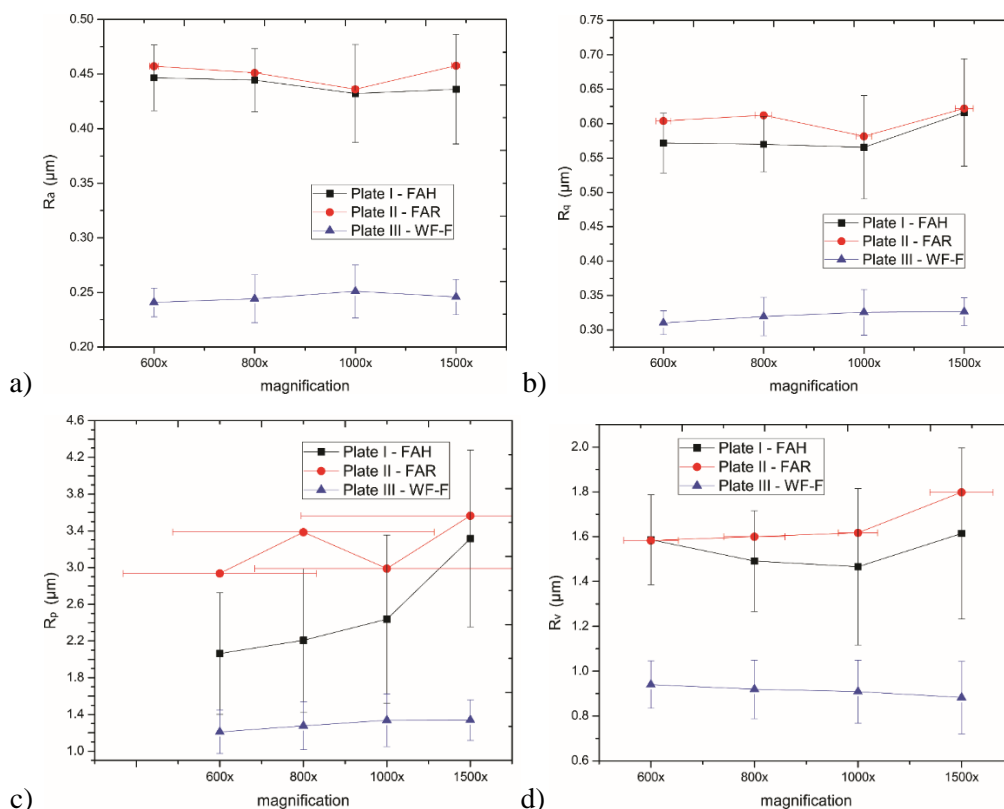 0.50
0.45
0.40
0.35
0.30
0.25
0.20
Ra (μm)
Plate I - FAH
Plate II - FAR
Plate III - WF-F
600x 800x 1000x 1500x
magnification
a)
0.75
0.70
0.65
0.60
0.55
0.50
0.45
0.40
0.35
0.30
Rq (μm)
Plate I - FAH
Plate II - FAR
Plate III - WF-F
600x 800x 1000x 1500x
magnification
b)
4.6
4.2
3.8
3.4
3.0
2.6
2.2
1.8
1.4
1.0
Rp (μm)
Plate I - FAH
Plate II - FAR
Plate III - WF-F
600x 800x 1000x 1500x
magnification
c)
2.0
1.8
1.6
1.4
1.2
1.0
0.8
0.6
Rv (μm)
Plate I - FAH
Plate II - FAR
Plate III - WF-F
600x 800x 1000x 1500x
magnification
d)